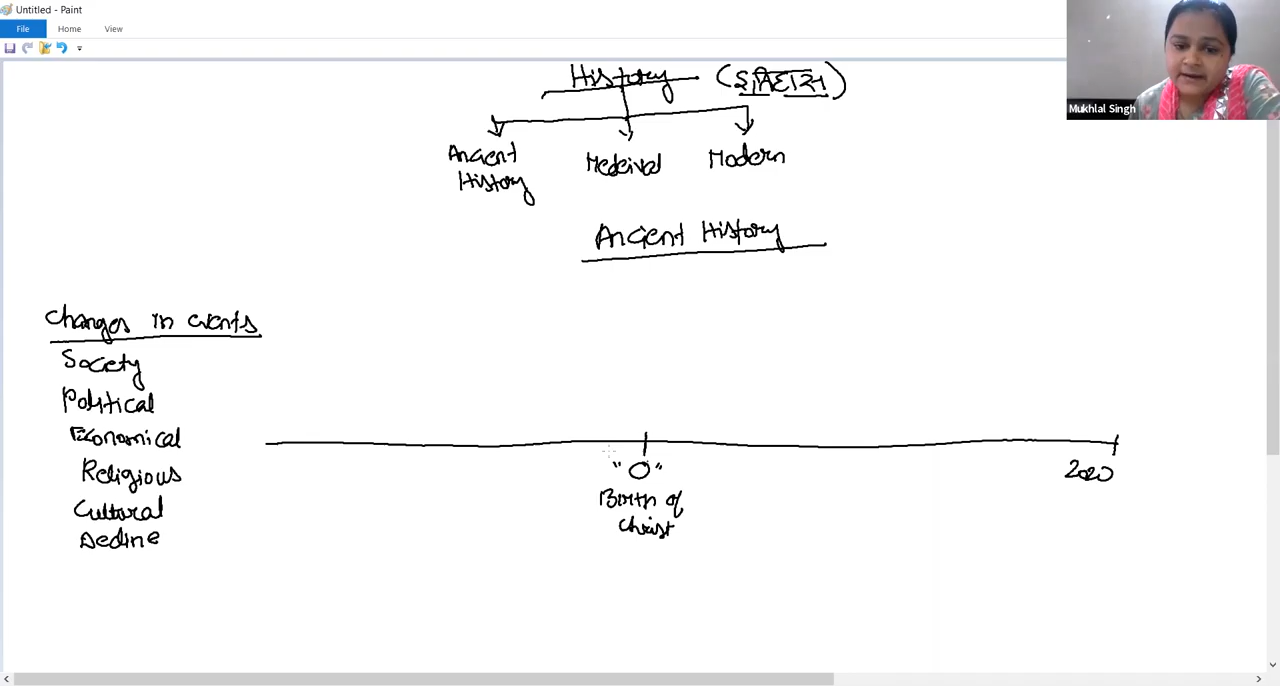 Untitled - Paint
File Home View
Mukhlal Singh
History (इतिहास)
Ancient History
Medeival
Modern
Ancient History
Changes in events
Society
Political
Economical
Religious
Cultural
Decline
"0"
Birth of
Christ
2020